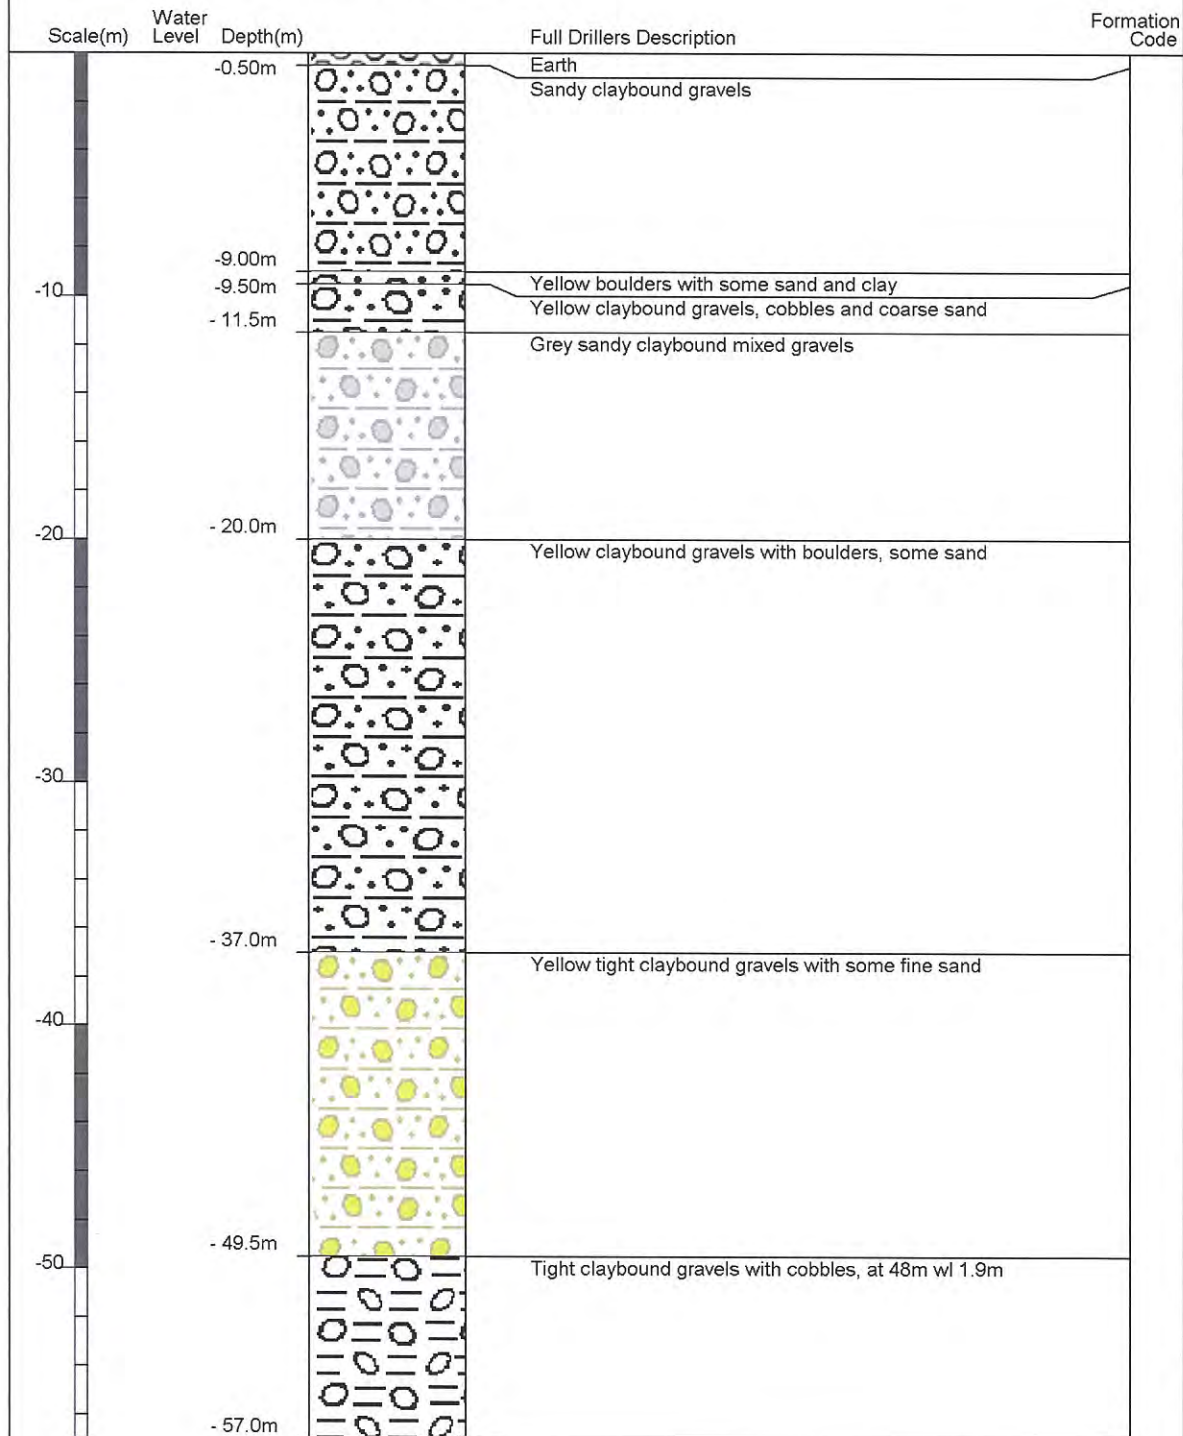 Scale(m) Water Level Depth(m) Full Drillers Description Formation Code
-0.50m Earth
Sandy claybound gravels
-9.00m
-10 -9.50m Yellow boulders with some sand and clay
- 11.5m Yellow claybound gravels, cobbles and coarse sand
Grey sandy claybound mixed gravels
-20 - 20.0m
Yellow claybound gravels with boulders, some sand
-30
- 37.0m
Yellow tight claybound gravels with some fine sand
-40
- 49.5m
-50 Tight claybound gravels with cobbles, at 48m wl 1.9m
- 57.0m